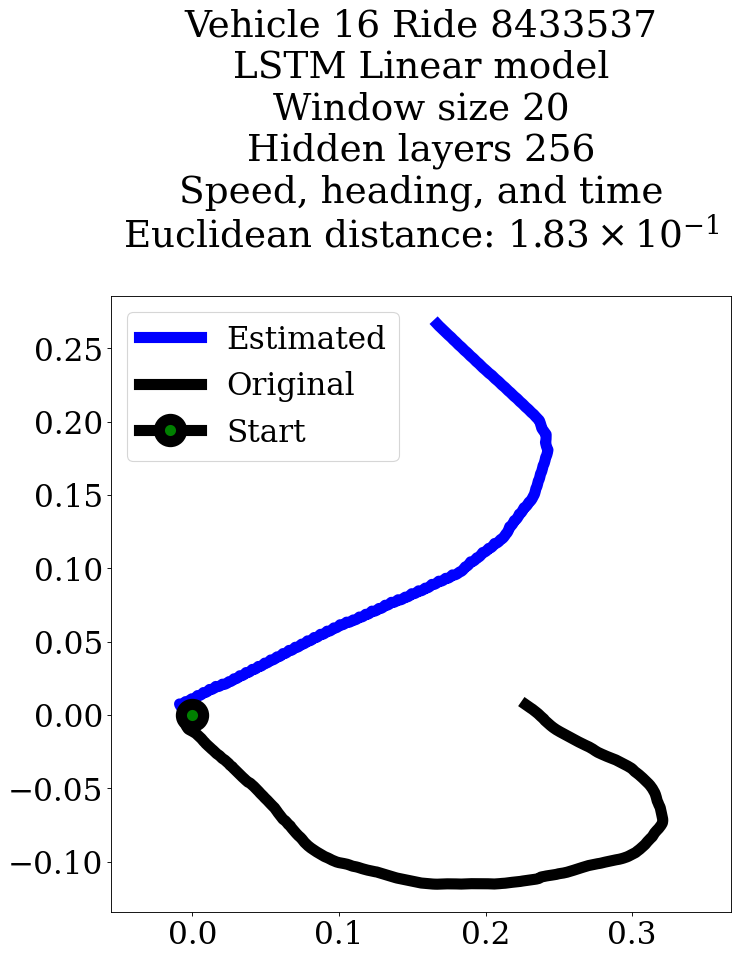 Vehicle 16 Ride 8433537
LSTM Linear model
Window size 20
Hidden layers 256
Speed, heading, and time
Euclidean distance: 1.83 × 10⁻¹
Estimated
Original
Start
0.25
0.20
0.15
0.10
0.05
0.00
−0.05
−0.10
0.0 0.1 0.2 0.3